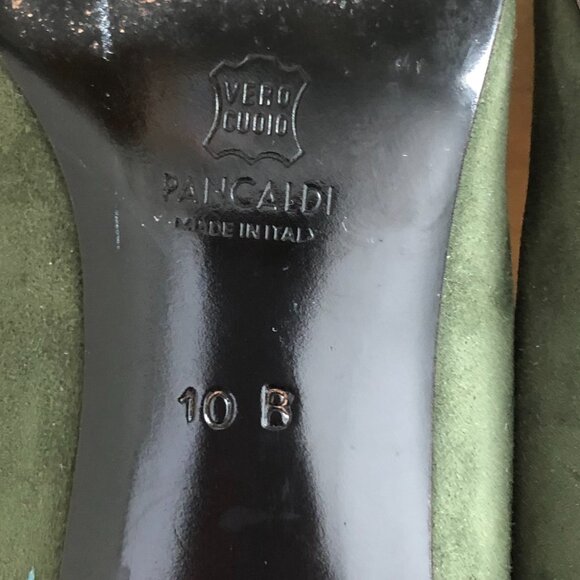 VERO
CUOIO
PANCALDI
MADE IN ITALY
10 B